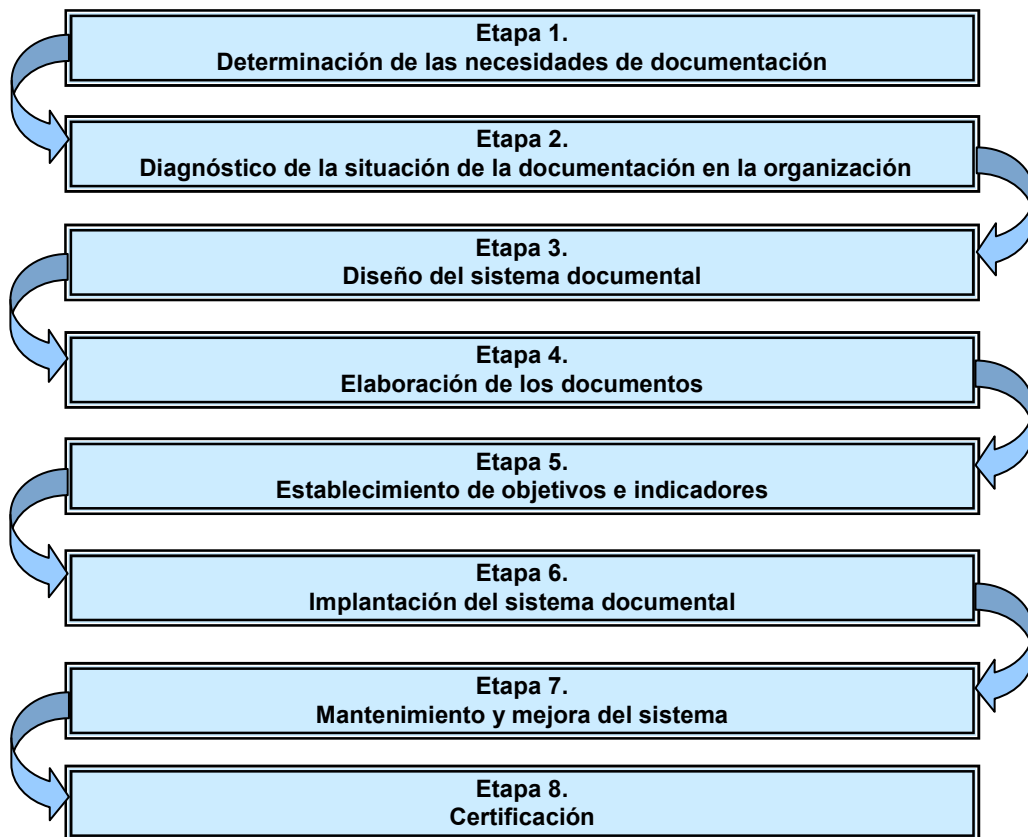 Etapa 1.
Determinación de las necesidades de documentación
Etapa 2.
Diagnóstico de la situación de la documentación en la organización
Etapa 3.
Diseño del sistema documental
Etapa 4.
Elaboración de los documentos
Etapa 5.
Establecimiento de objetivos e indicadores
Etapa 6.
Implantación del sistema documental
Etapa 7.
Mantenimiento y mejora del sistema
Etapa 8.
Certificación